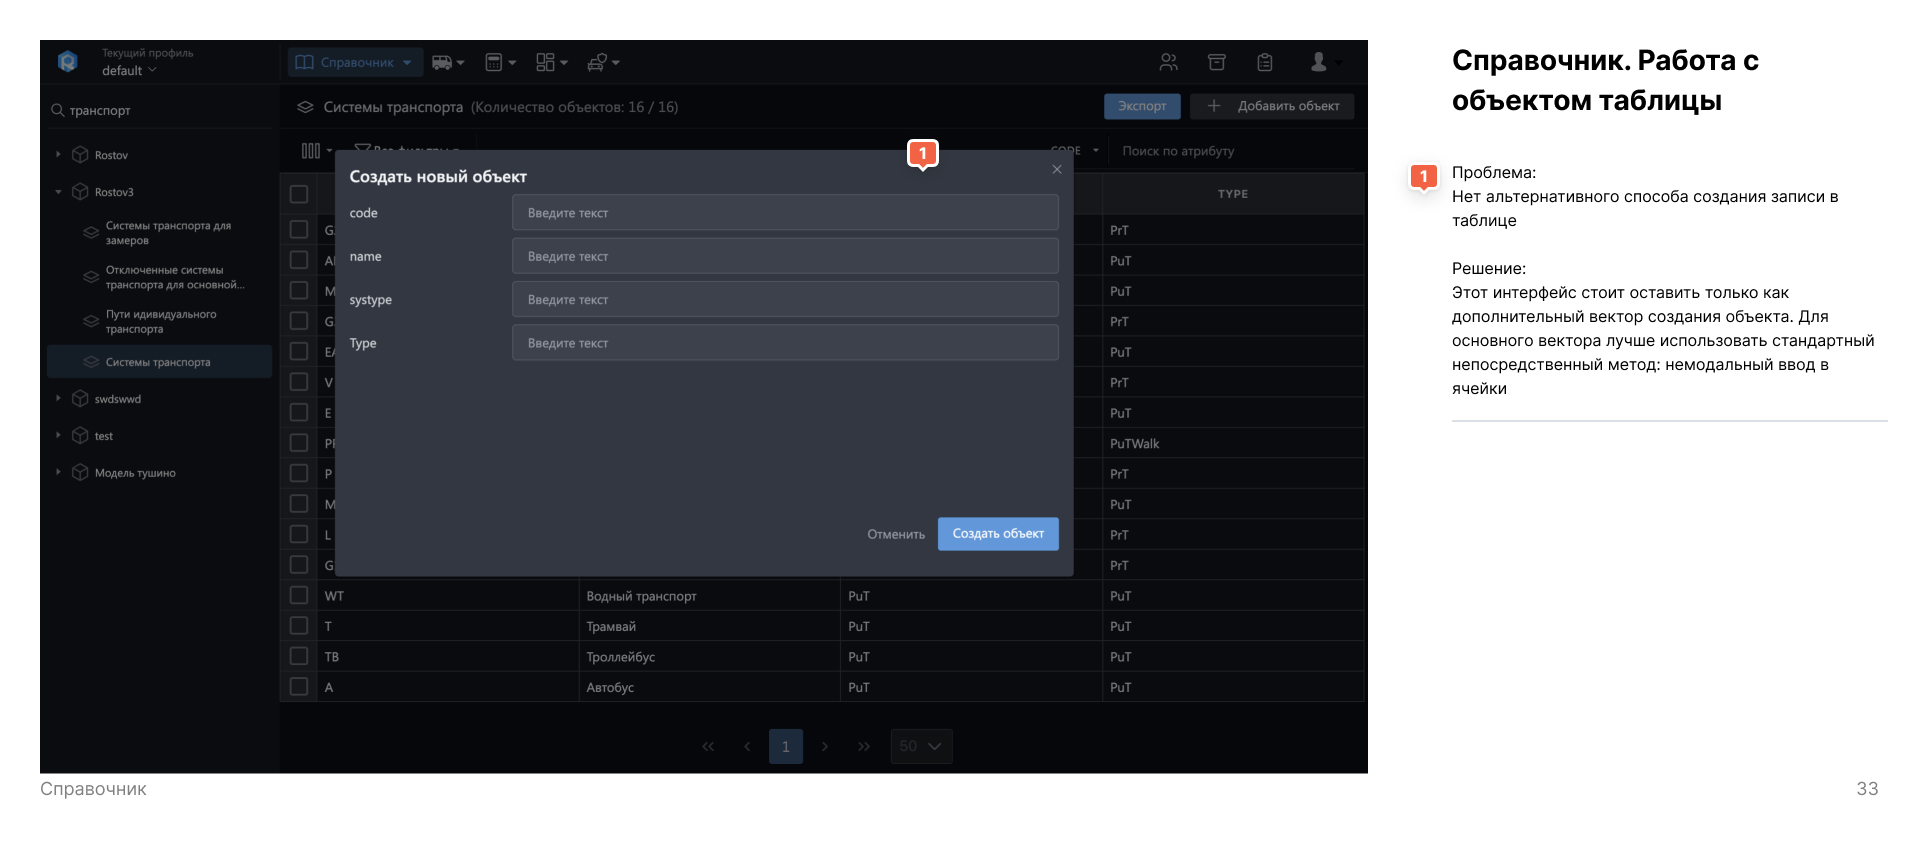 Текущий профиль
default
Справочник
транспорт
Системы транспорта (Количество объектов: 16 / 16)
Экспорт
Добавить объект
Поиск по атрибуту
1
Создать новый объект
code
Введите текст
name
Введите текст
systype
Введите текст
Type
Введите текст
Отменить
Создать объект
Rostov
Rostov3
Системы транспорта для
замеров
Отключенные системы
транспорта для основной...
Пути идивидуального
транспорта
Системы транспорта
swdswwd
test
Модель тушино
TYPE
PrT
PuT
PuT
PrT
PuT
PrT
PuT
PuTWalk
PrT
PuT
PrT
PrT
WT Водный транспорт PuT PuT
T Трамвай PuT PuT
TB Троллейбус PuT PuT
A Автобус PuT PuT
1
50
Справочник. Работа с
объектом таблицы
1
Проблема:
Нет альтернативного способа создания записи в
таблице
Решение:
Этот интерфейс стоит оставить только как
дополнительный вектор создания объекта. Для
основного вектора лучше использовать стандартный
непосредственный метод: немодальный ввод в
ячейки
Справочник
33